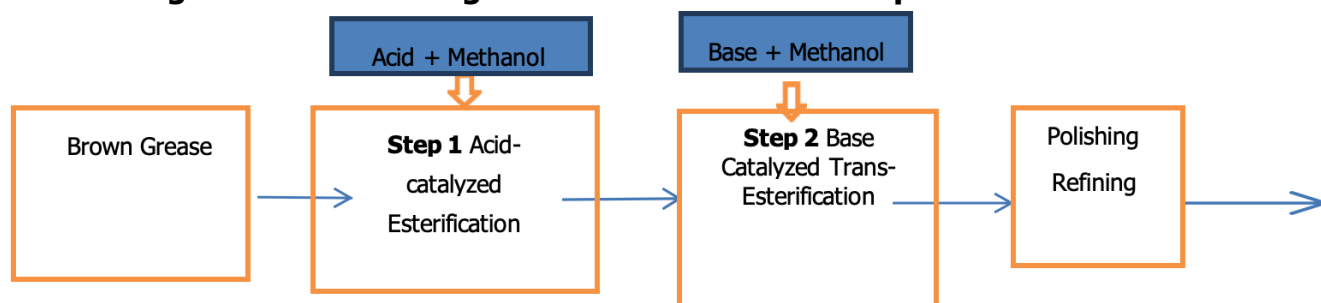 Acid + Methanol
Base + Methanol
Brown Grease
Step 1 Acid-
catalyzed
Esterification
Step 2 Base
Catalyzed Trans-
Esterification
Polishing
Refining